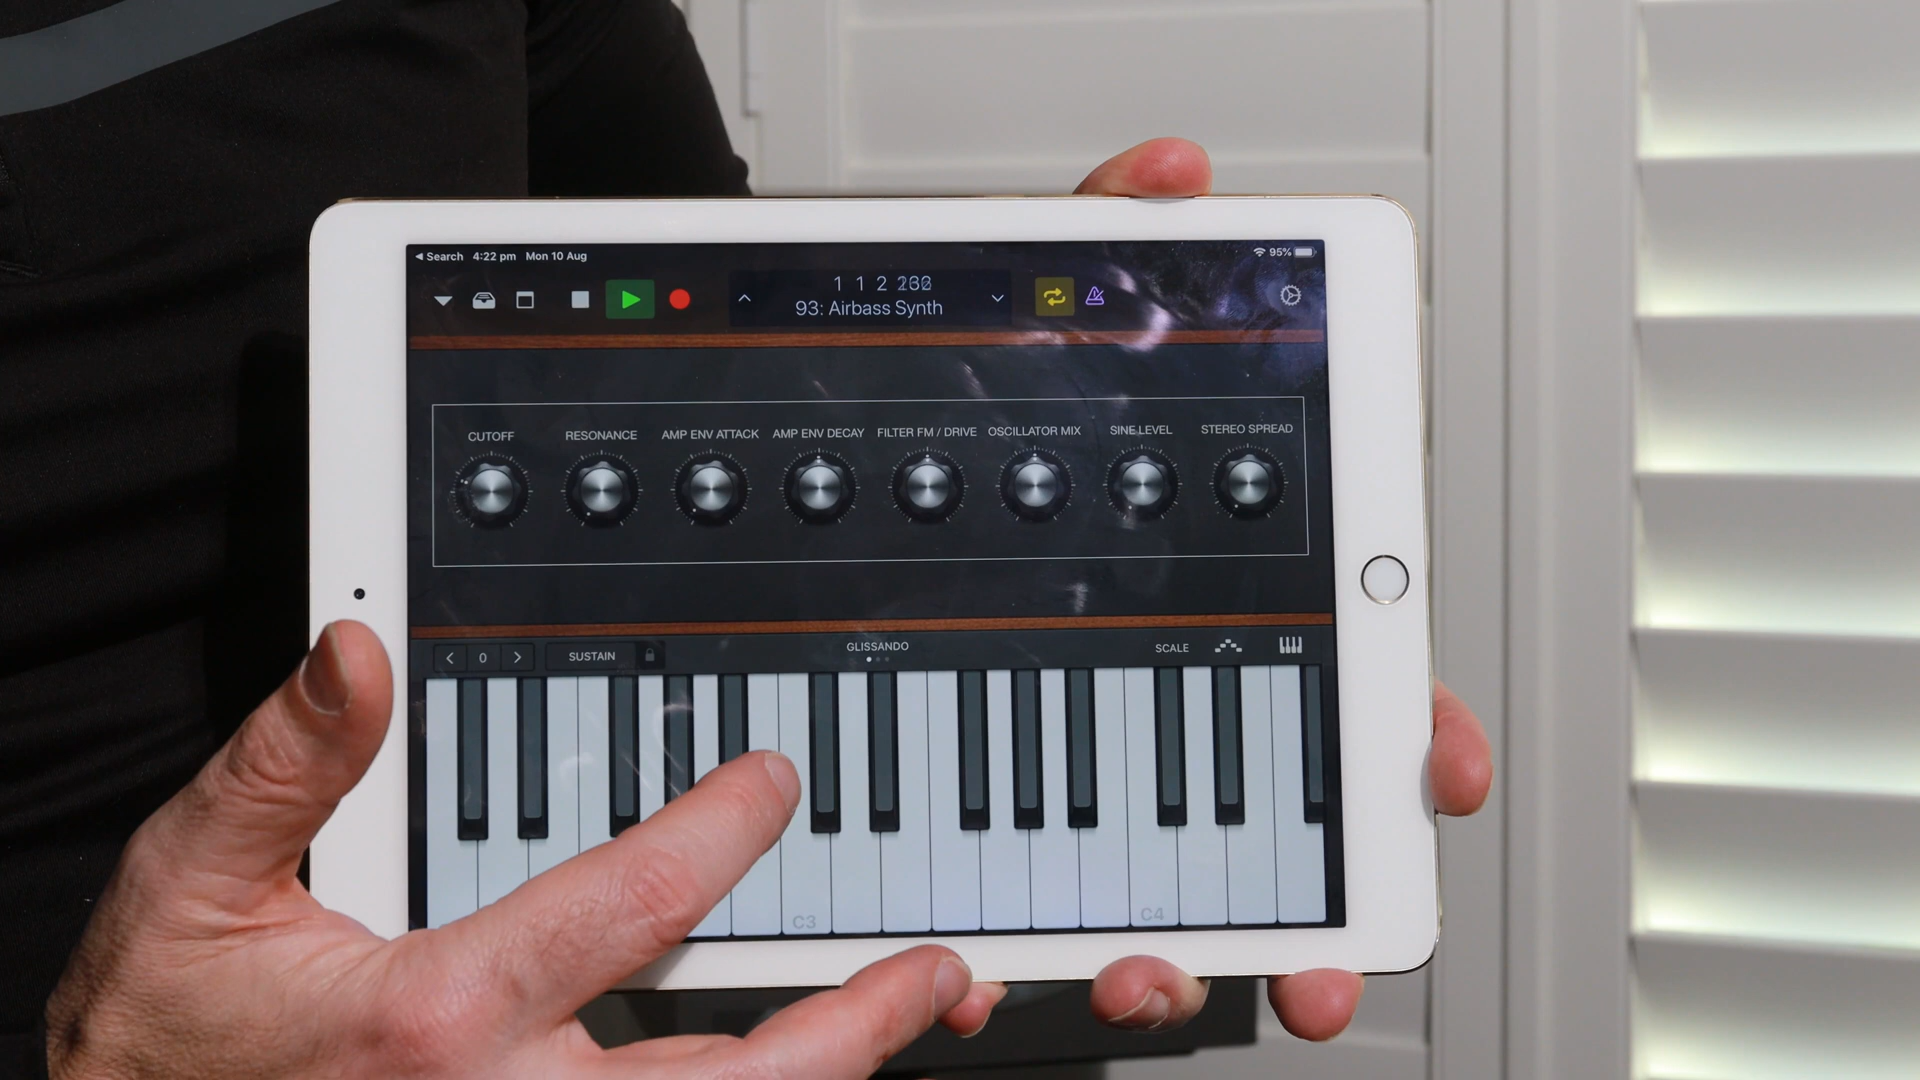 Search 4:22 pm Mon 10 Aug 95%
1 1 2
93: Airbass Synth
CUTOFF RESONANCE AMP ENV ATTACK AMP ENV DECAY FILTER FM / DRIVE OSCILLATOR MIX SINE LEVEL STEREO SPREAD
0 SUSTAIN GLISSANDO SCALE
C3 C4